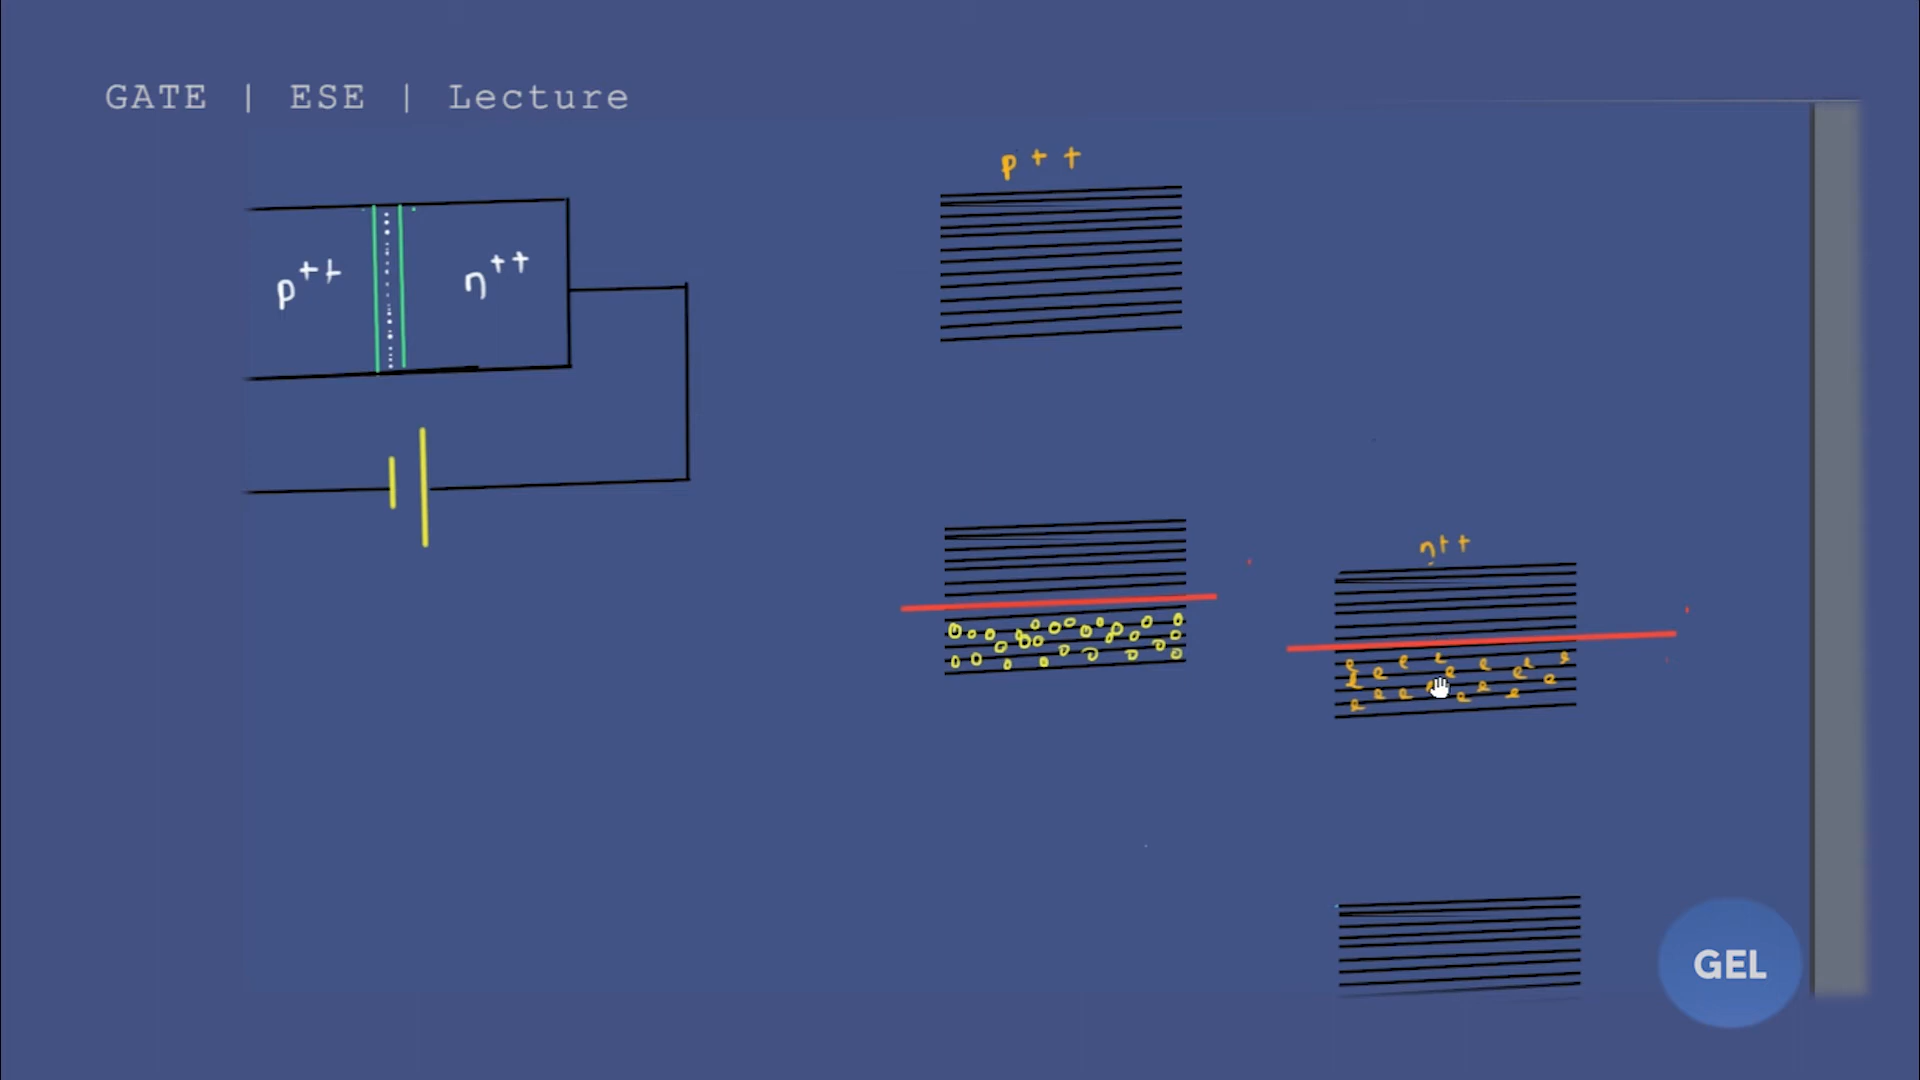 GATE | ESE | Lecture
p++
p++ η++
η++
e e e e e e e
e e e e e
e e e e e e e
GEL